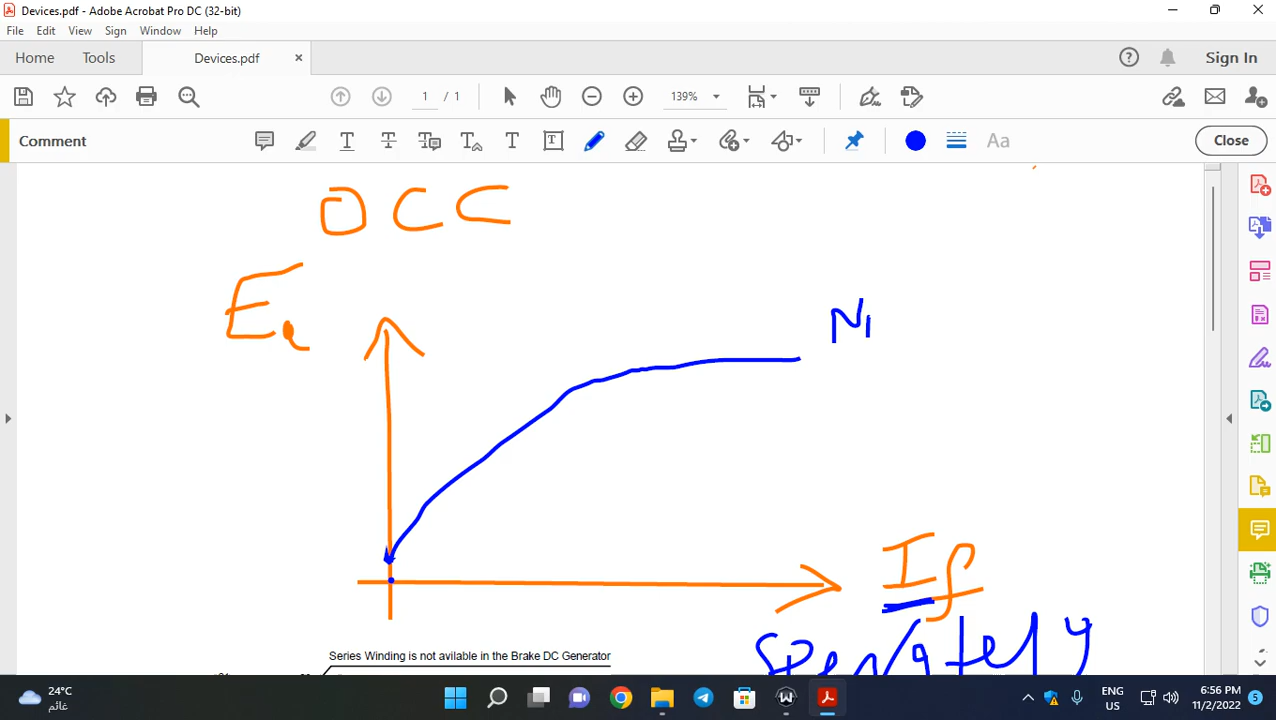 Devices.pdf - Adobe Acrobat Pro DC (32-bit)
File Edit View Sign Window Help
Home Tools Devices.pdf × Sign In
1 / 1 139%
Comment Aa Close
OCC
Ea
N1
If
Series Winding is not avilable in the Brake DC Generator
24°C
غائم
ENG
US
6:56 PM
11/2/2022
5